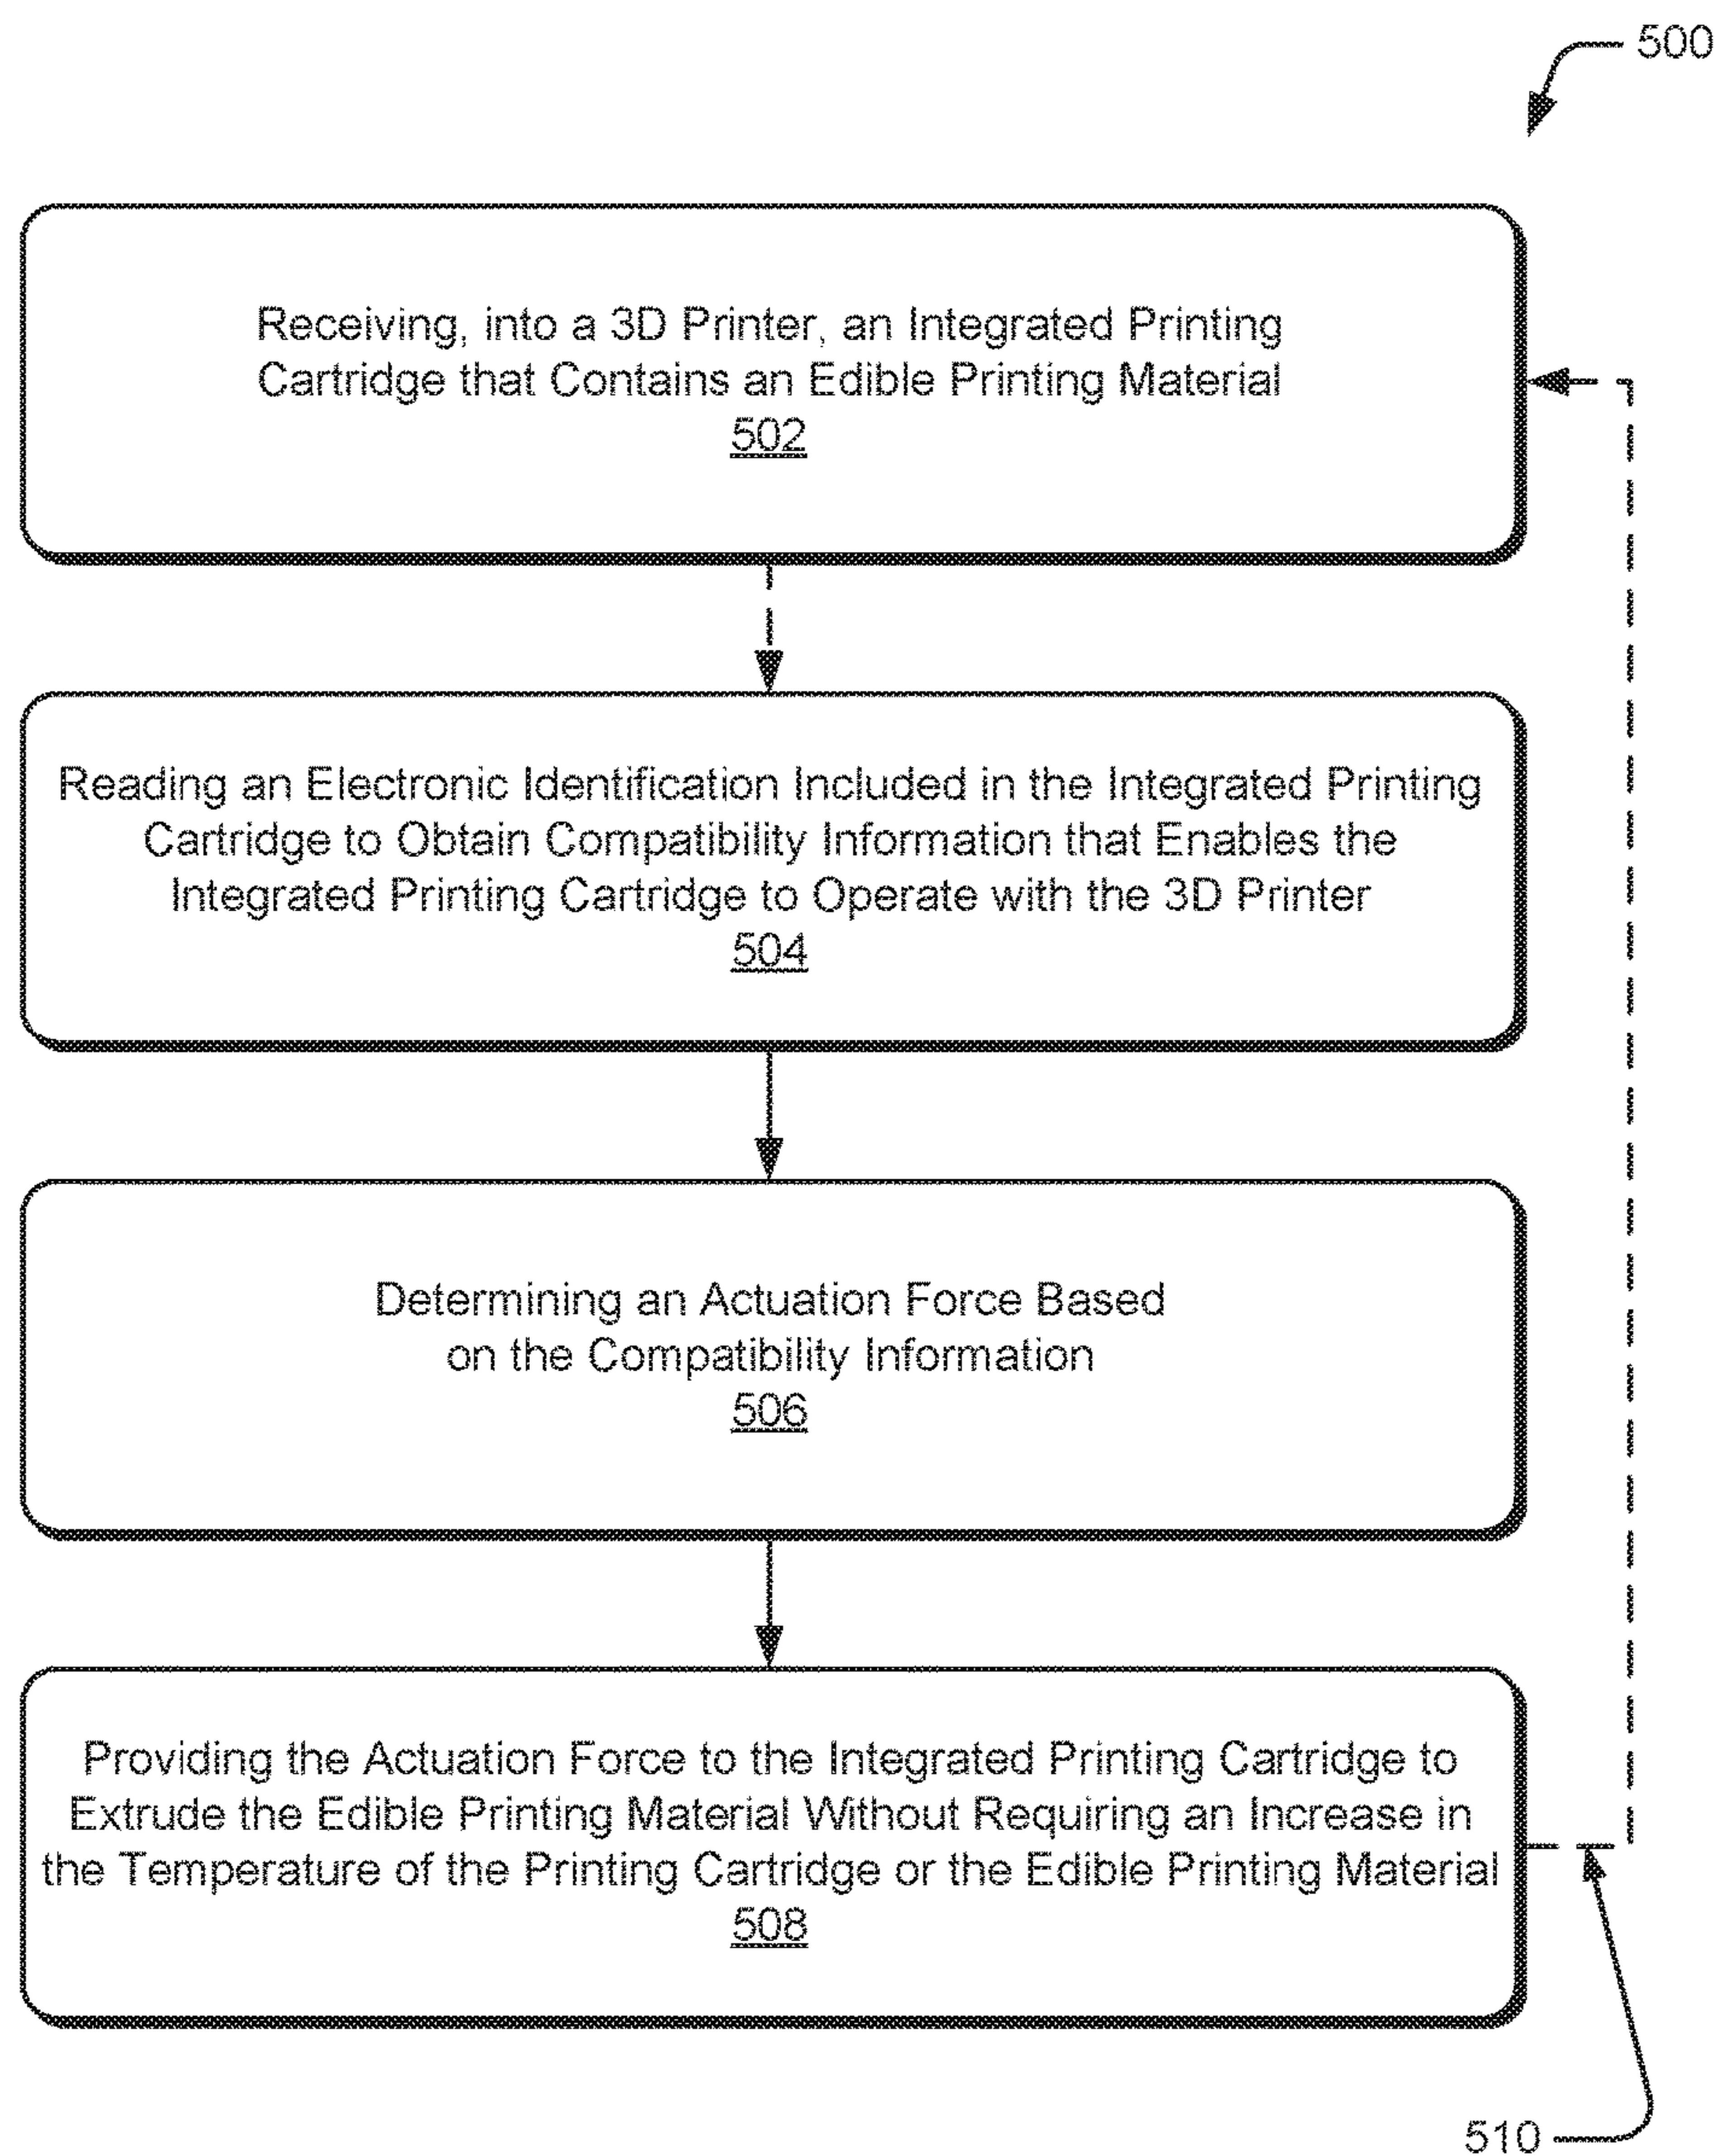 500
Receiving, into a 3D Printer, an Integrated Printing
Cartridge that Contains an Edible Printing Material
502
Reading an Electronic Identification Included in the Integrated Printing
Cartridge to Obtain Compatibility Information that Enables the
Integrated Printing Cartridge to Operate with the 3D Printer
504
Determining an Actuation Force Based
on the Compatibility Information
506
Providing the Actuation Force to the Integrated Printing Cartridge to
Extrude the Edible Printing Material Without Requiring an Increase in
the Temperature of the Printing Cartridge or the Edible Printing Material
508
510